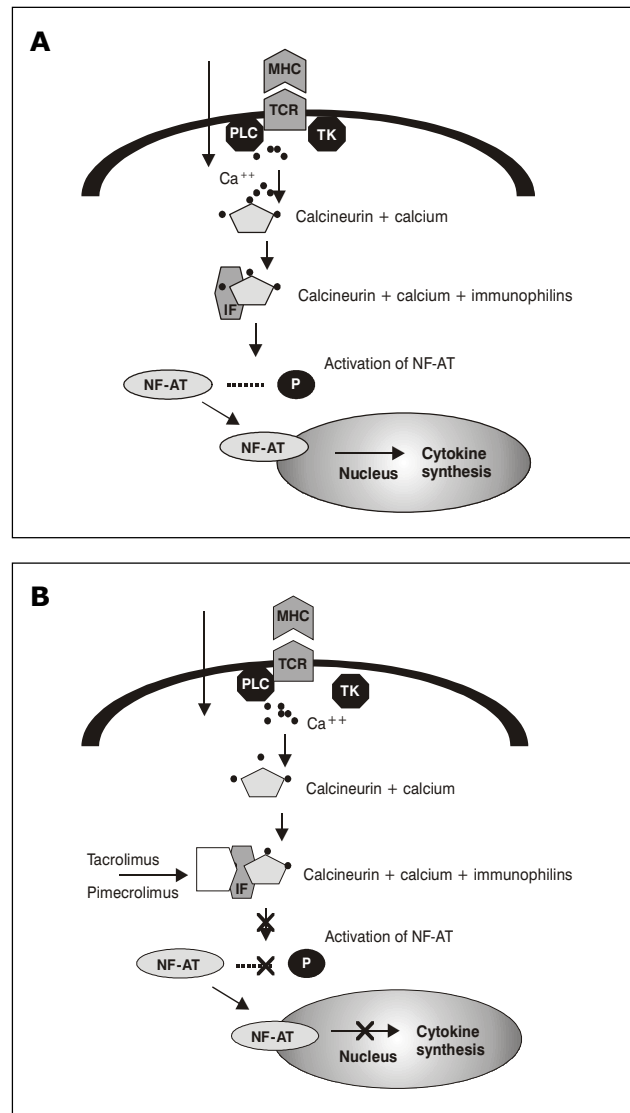 A
MHC
TCR
PLC
TK
Ca++
Calcineurin + calcium
IF
Calcineurin + calcium + immunophilins
Activation of NF-AT
NF-AT
P
NF-AT
Nucleus
Cytokine
synthesis
B
MHC
TCR
PLC
TK
Ca++
Calcineurin + calcium
Tacrolimus
Pimecrolimus
IF
Calcineurin + calcium + immunophilins
Activation of NF-AT
NF-AT
P
NF-AT
Nucleus
Cytokine
synthesis